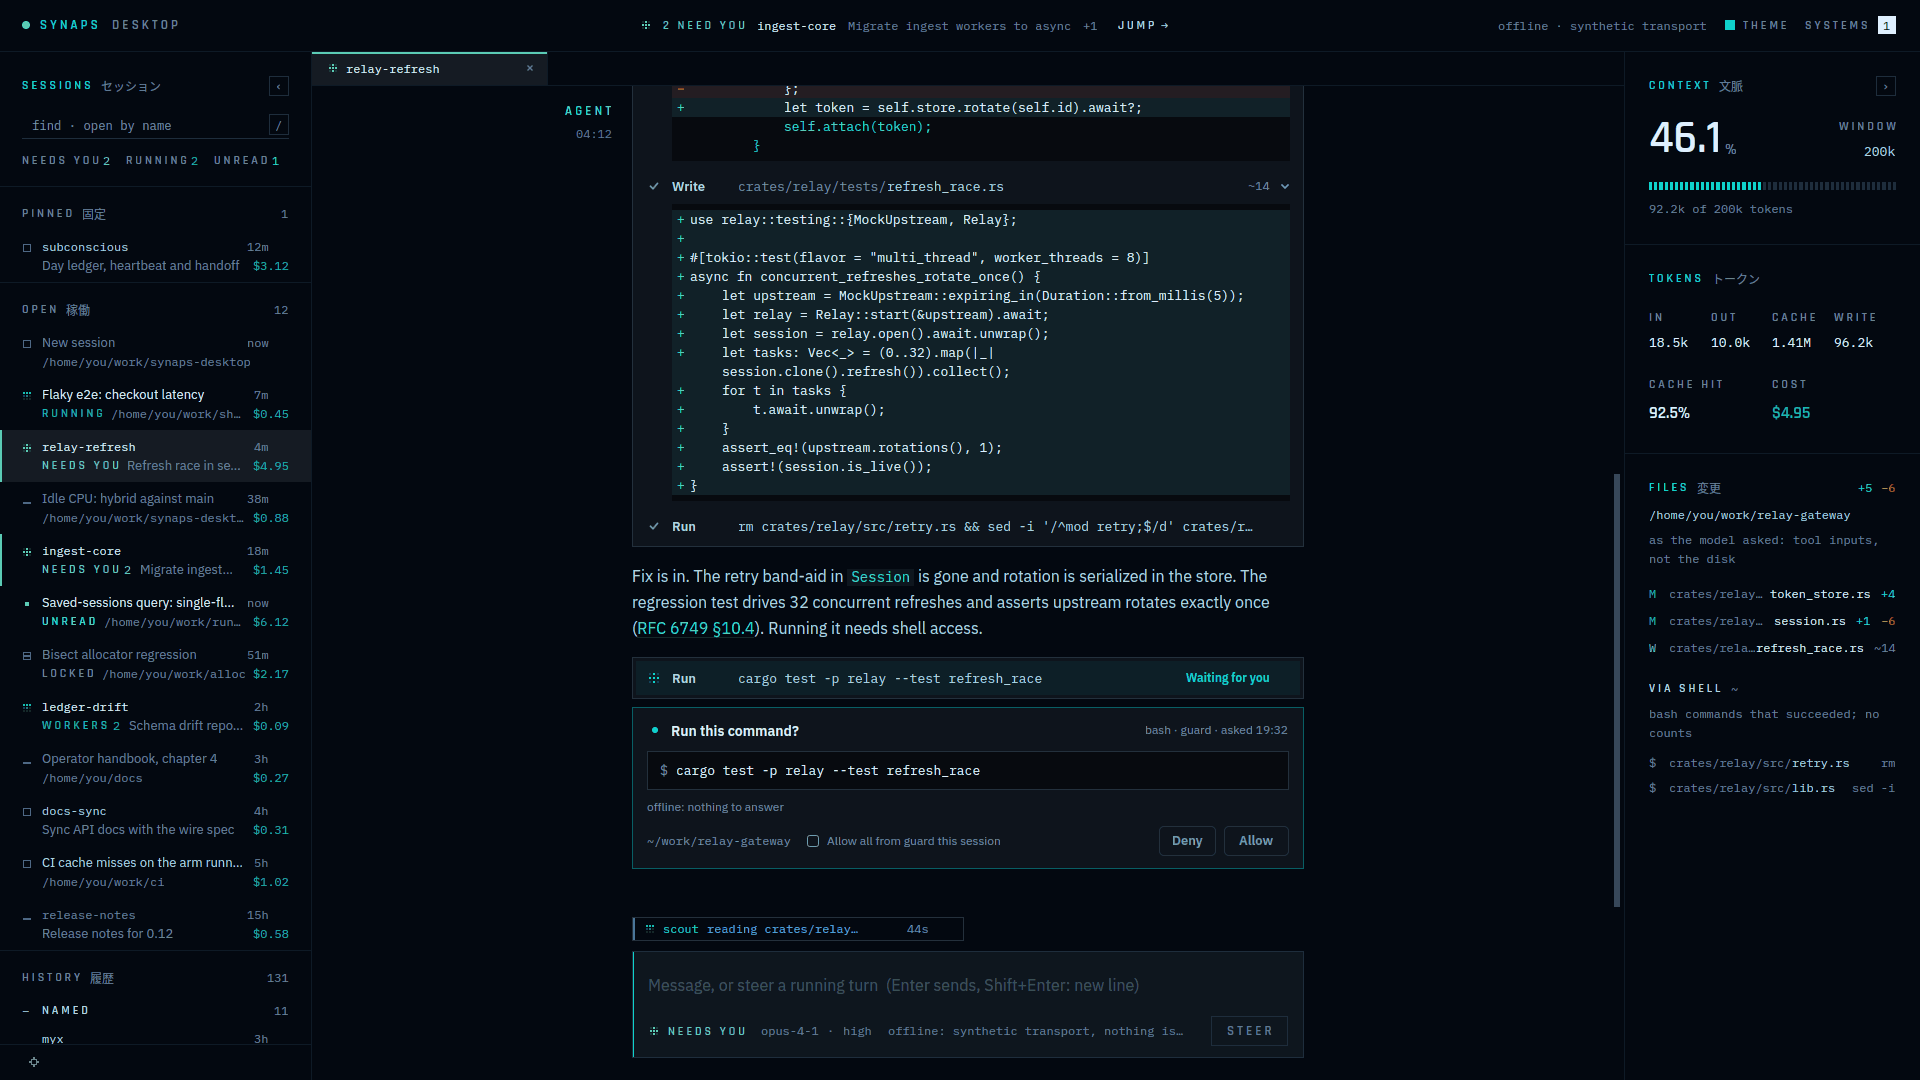 SYNAPS DESKTOP
2 NEED YOU ingest-core Migrate ingest workers to async +1 JUMP →
offline · synthetic transport THEME SYSTEMS 1
SESSIONS セッション ‹
find · open by name /
NEEDS YOU 2 RUNNING 2 UNREAD 1
PINNED 固定 1
subconscious 12m
Day ledger, heartbeat and handoff $3.12
OPEN 稼働 12
New session now
/home/you/work/synaps-desktop
Flaky e2e: checkout latency 7m
RUNNING /home/you/work/sh… $0.45
relay-refresh 4m
NEEDS YOU Refresh race in se… $4.95
Idle CPU: hybrid against main 38m
/home/you/work/synaps-deskt… $0.88
ingest-core 18m
NEEDS YOU 2 Migrate ingest… $1.45
Saved-sessions query: single-fl… now
UNREAD /home/you/work/run… $6.12
Bisect allocator regression 51m
LOCKED /home/you/work/alloc $2.17
ledger-drift 2h
WORKERS 2 Schema drift repo… $0.09
Operator handbook, chapter 4 3h
/home/you/docs $0.27
docs-sync 4h
Sync API docs with the wire spec $0.31
CI cache misses on the arm runn… 5h
/home/you/work/ci $1.02
release-notes 15h
Release notes for 0.12 $0.58
HISTORY 履歴 131
– NAMED 11
myx 3h
relay-refresh ×
AGENT
04:12
− };
+ let token = self.store.rotate(self.id).await?;
self.attach(token);
}
Write crates/relay/tests/refresh_race.rs ~14
+ use relay::testing::{MockUpstream, Relay};
+
+ #[tokio::test(flavor = "multi_thread", worker_threads = 8)]
+ async fn concurrent_refreshes_rotate_once() {
+ let upstream = MockUpstream::expiring_in(Duration::from_millis(5));
+ let relay = Relay::start(&upstream).await;
+ let session = relay.open().await.unwrap();
+ let tasks: Vec<_> = (0..32).map(|_|
session.clone().refresh()).collect();
+ for t in tasks {
+ t.await.unwrap();
+ }
+ assert_eq!(upstream.rotations(), 1);
+ assert!(session.is_live());
+ }
Run rm crates/relay/src/retry.rs && sed -i '/^mod retry;$/d' crates/r…
Fix is in. The retry band-aid in Session is gone and rotation is serialized in the store. The
regression test drives 32 concurrent refreshes and asserts upstream rotates exactly once
(RFC 6749 §10.4). Running it needs shell access.
Run cargo test -p relay --test refresh_race Waiting for you
Run this command? bash · guard · asked 19:32
$ cargo test -p relay --test refresh_race
offline: nothing to answer
~/work/relay-gateway Allow all from guard this session Deny Allow
scout reading crates/relay… 44s
Message, or steer a running turn (Enter sends, Shift+Enter: new line)
NEEDS YOU opus-4-1 · high offline: synthetic transport, nothing is… STEER
CONTEXT 文脈 ›
46.1% WINDOW
200k
92.2k of 200k tokens
TOKENS トークン
IN OUT CACHE WRITE
18.5k 10.0k 1.41M 96.2k
CACHE HIT COST
92.5% $4.95
FILES 変更 +5 −6
/home/you/work/relay-gateway
as the model asked: tool inputs,
not the disk
M crates/relay… token_store.rs +4
M crates/relay… session.rs +1 −6
W crates/rela…refresh_race.rs ~14
VIA SHELL ~
bash commands that succeeded; no
counts
$ crates/relay/src/retry.rs rm
$ crates/relay/src/lib.rs sed -i